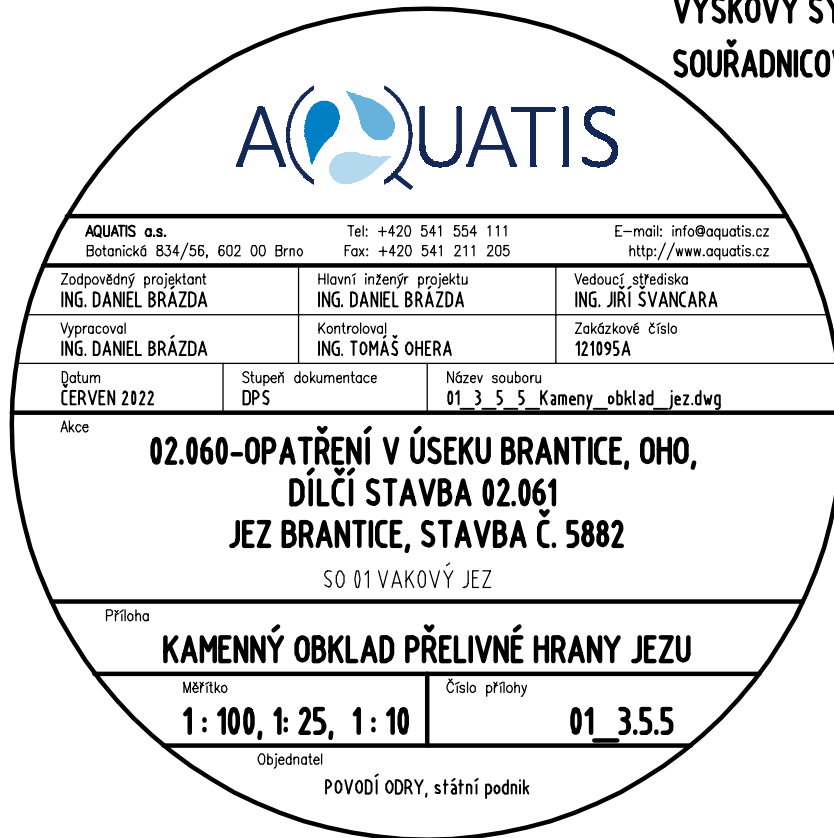 VÝŠKOVÝ
SOUŘADNICOV
AQUATIS
AQUATIS a.s. Tel: +420 541 554 111 E-mail: info@aquatis.cz
Botanická 834/56, 602 00 Brno Fax: +420 541 211 205 http://www.aquatis.cz
Zodpovědný projektant Hlavní inženýr projektu Vedoucí střediska
ING. DANIEL BRÁZDA ING. DANIEL BRÁZDA ING. JIŘÍ ŠVANCARA
Vypracoval Kontroloval Zakázkové číslo
ING. DANIEL BRÁZDA ING. TOMÁŠ OHERA 121095A
Datum Stupeň dokumentace Název souboru
ČERVEN 2022 DPS 01_3_5_5_Kameny_obklad_jez.dwg
Akce
02.060-OPATŘENÍ V ÚSEKU BRANTICE, OHO,
DÍLČÍ STAVBA 02.061
JEZ BRANTICE, STAVBA Č. 5882
SO 01 VAKOVÝ JEZ
Příloha
KAMENNÝ OBKLAD PŘELIVNÉ HRANY JEZU
Měřítko Číslo přílohy
1 : 100, 1: 25, 1 : 10 01_3.5.5
Objednatel
POVODÍ ODRY, státní podnik